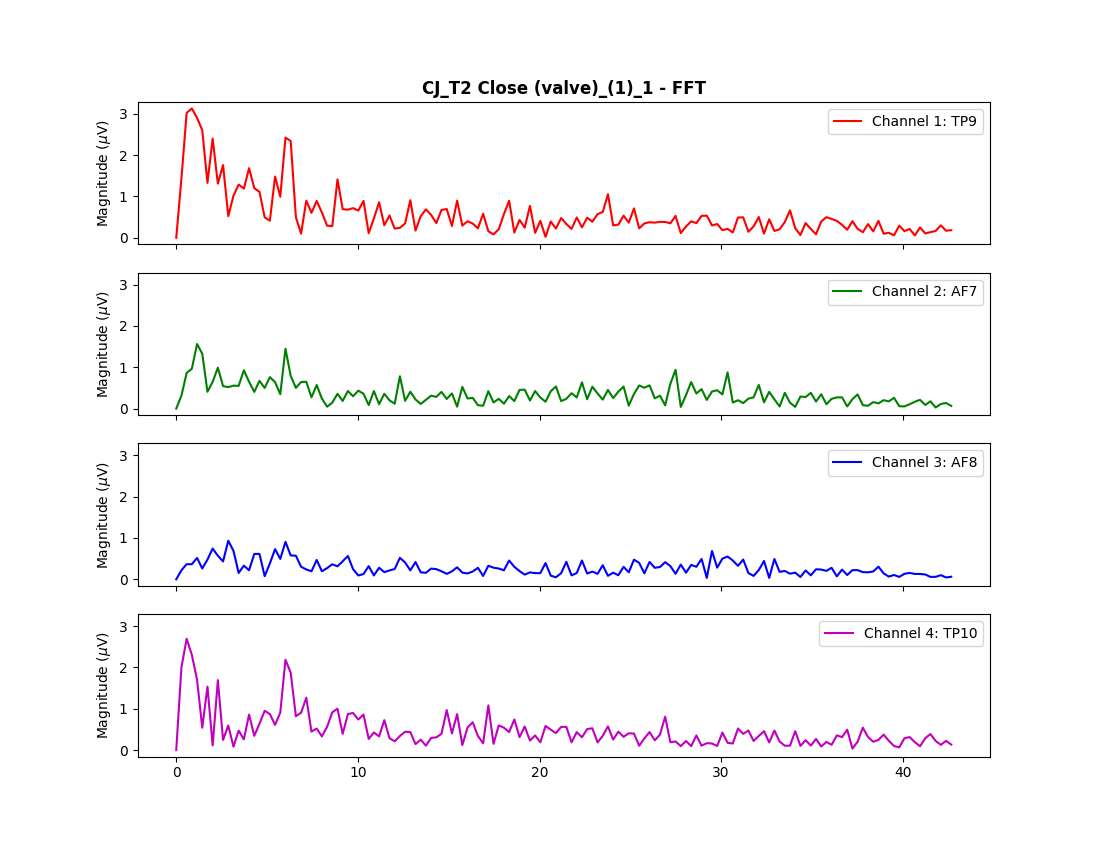 CJ_T2 Close (valve)_(1)_1 - FFT
3
2
1
0
Magnitude (μV)
Channel 1: TP9
3
2
1
0
Magnitude (μV)
Channel 2: AF7
3
2
1
0
Magnitude (μV)
Channel 3: AF8
3
2
1
0
Magnitude (μV)
Channel 4: TP10
0 10 20 30 40